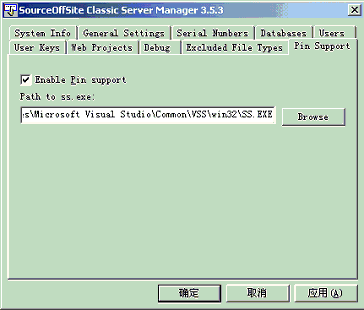 SourceOffSite Classic Server Manager 3.5.3
System Info General Settings Serial Numbers Databases Users
User Keys Web Projects Debug Excluded File Types Pin Support
Enable Pin support
Path to ss.exe:
s\Microsoft Visual Studio\Common\VSS\win32\SS.EXE
Browse
确定 取消 应用(A)